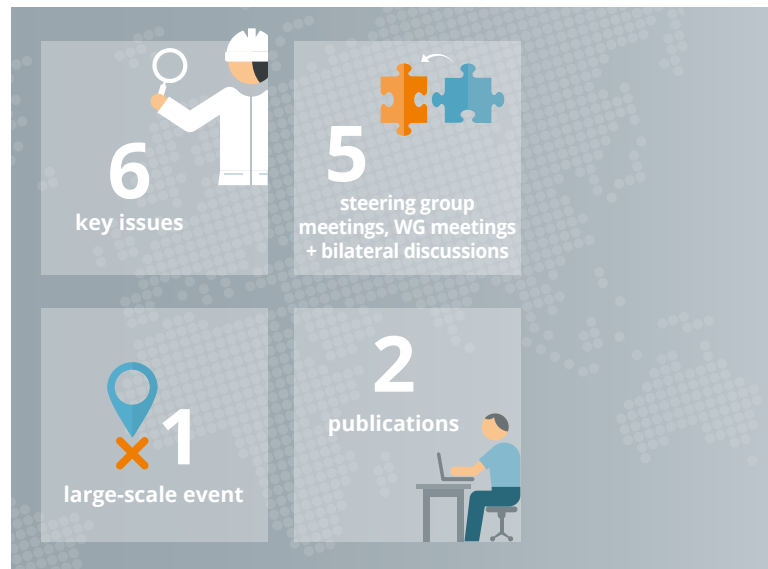 6
key issues
5
steering group
meetings, WG meetings
+ bilateral discussions
1
large-scale event
2
publications